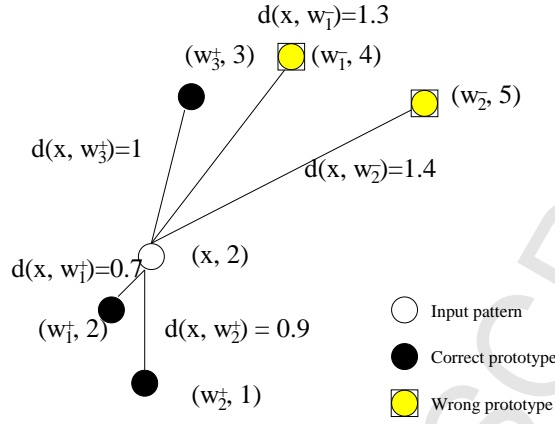 d(x, w₁⁻)=1.3
(w₃⁺, 3)
(w₁⁻, 4)
(w₂⁻, 5)
d(x, w₃⁺)=1
d(x, w₂⁻)=1.4
(x, 2)
d(x, w₁⁺)=0.7
(w₁⁺, 2)
d(x, w₂⁺) = 0.9
(w₂⁺, 1)
Input pattern
Correct prototype
Wrong prototype